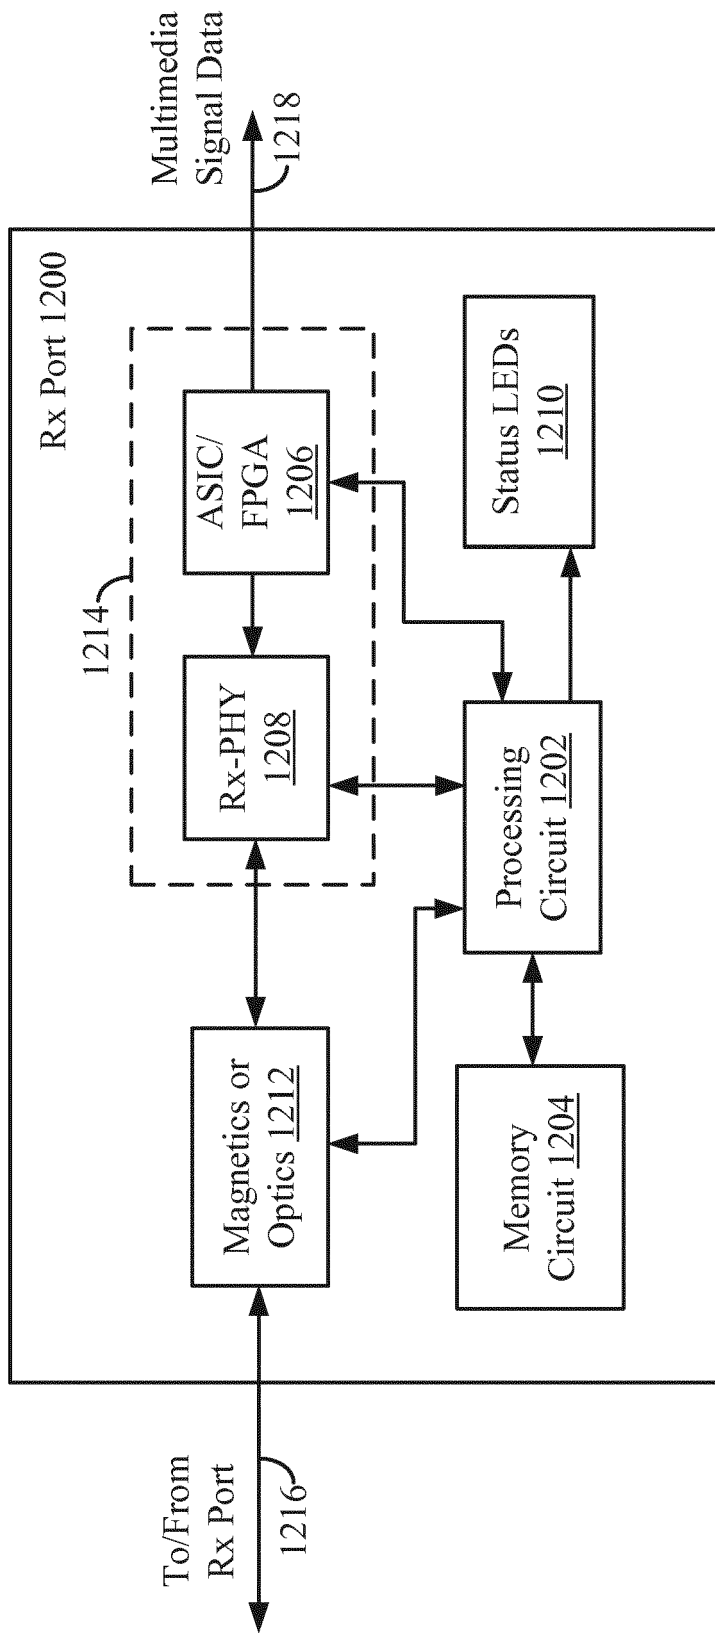 Rx Port 1200
Multimedia
Signal Data
1218
1214
ASIC/
FPGA
1206
Rx-PHY
1208
Magnetics or
Optics 1212
To/From
Rx Port
1216
Status LEDs
1210
Processing
Circuit 1202
Memory
Circuit 1204